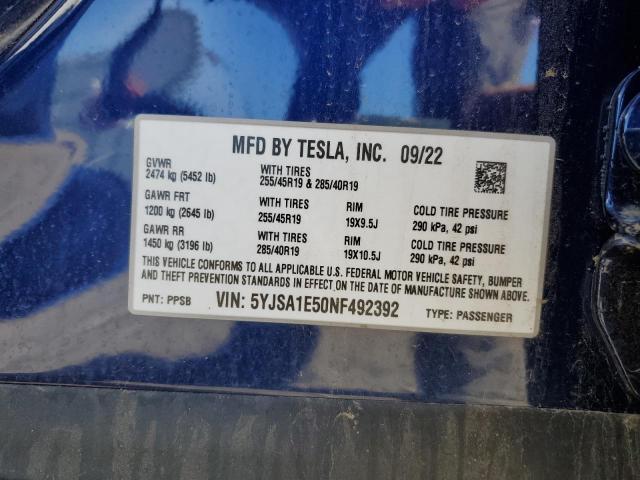 MFD BY TESLA, INC. 09/22
GVWR
2474 kg (5452 lb)
WITH TIRES
255/45R19 & 285/40R19
GAWR FRT
1200 kg (2645 lb)
WITH TIRES
255/45R19
RIM
19X9.5J
COLD TIRE PRESSURE
290 kPa, 42 psi
GAWR RR
1450 kg (3196 lb)
WITH TIRES
285/40R19
RIM
19X10.5J
COLD TIRE PRESSURE
290 kPa, 42 psi
THIS VEHICLE CONFORMS TO ALL APPLICABLE U.S. FEDERAL MOTOR VEHICLE SAFETY, BUMPER
AND THEFT PREVENTION STANDARDS IN EFFECT ON THE DATE OF MANUFACTURE SHOWN ABOVE.
PNT: PPSB
VIN: 5YJSA1E50NF492392
TYPE: PASSENGER